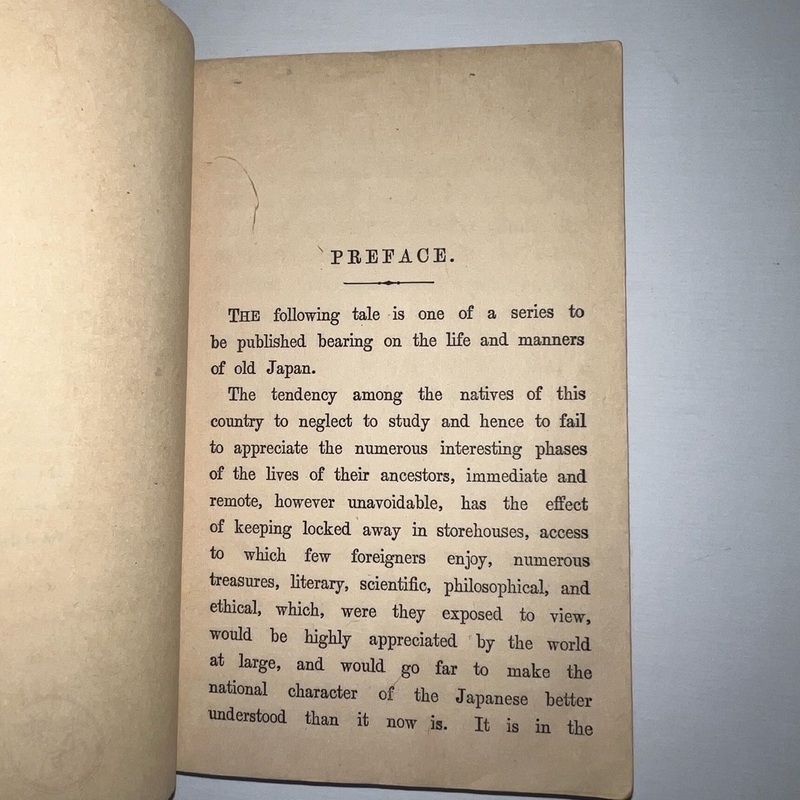 PREFACE.
THE following tale is one of a series to
be published bearing on the life and manners
of old Japan.
The tendency among the natives of this
country to neglect to study and hence to fail
to appreciate the numerous interesting phases
of the lives of their ancestors, immediate and
remote, however unavoidable, has the effect
of keeping locked away in storehouses, access
to which few foreigners enjoy, numerous
treasures, literary, scientific, philosophical, and
ethical, which, were they exposed to view,
would be highly appreciated by the world
at large, and would go far to make the
national character of the Japanese better
understood than it now is. It is in the